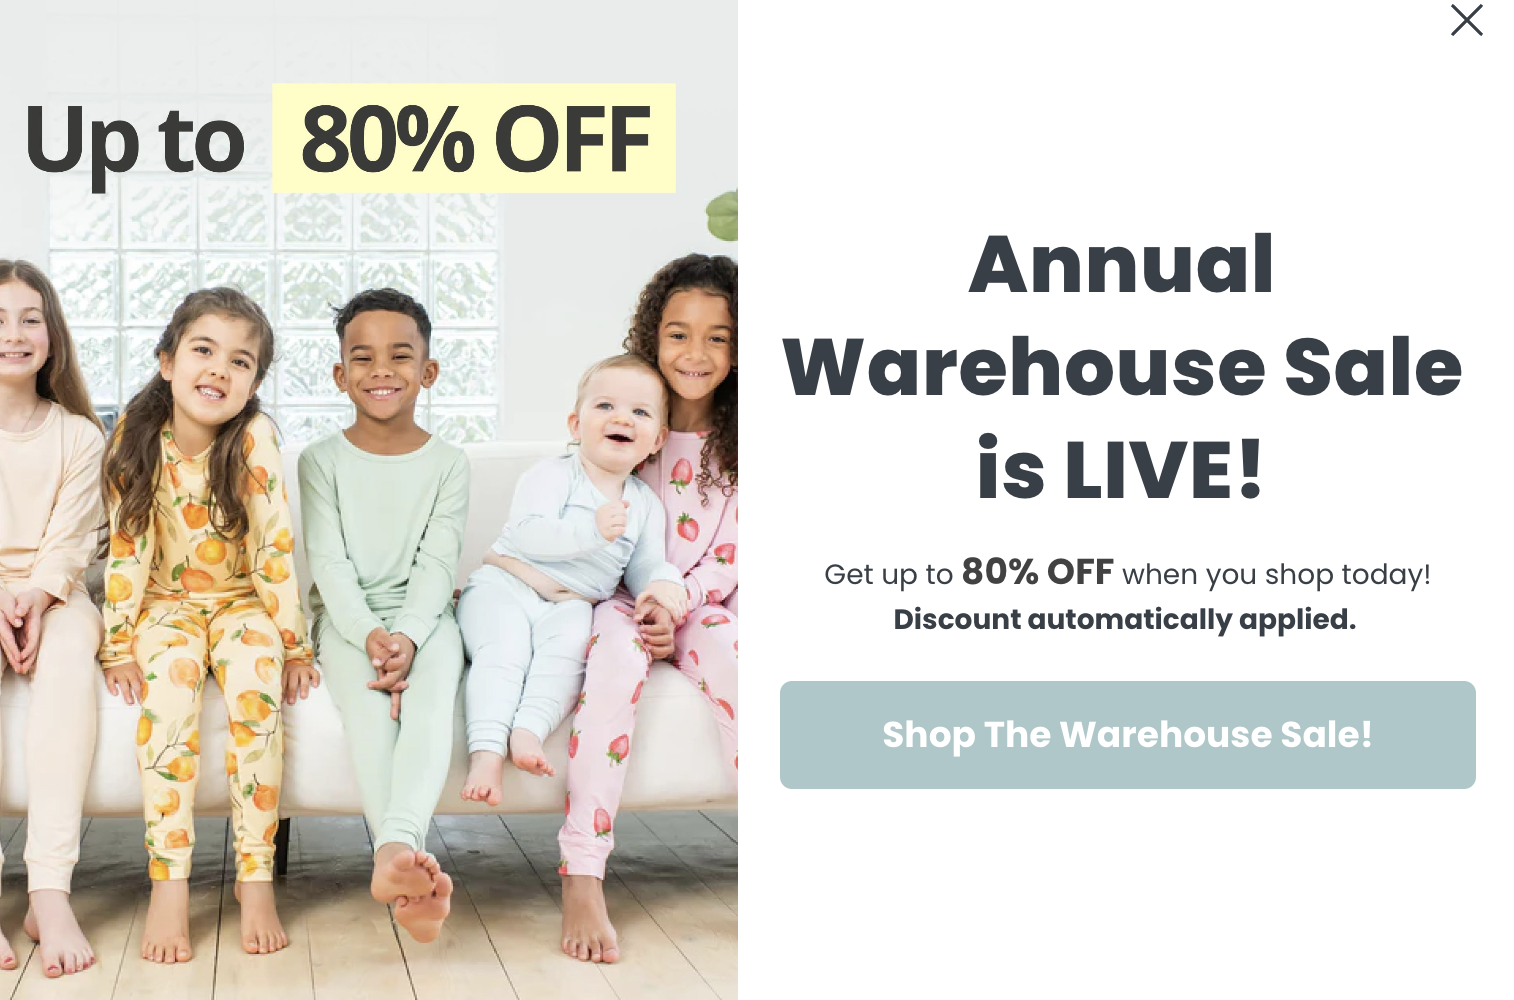 Up to 80% OFF
Annual
Warehouse Sale
is LIVE!
Get up to 80% OFF when you shop today!
Discount automatically applied.
Shop The Warehouse Sale!